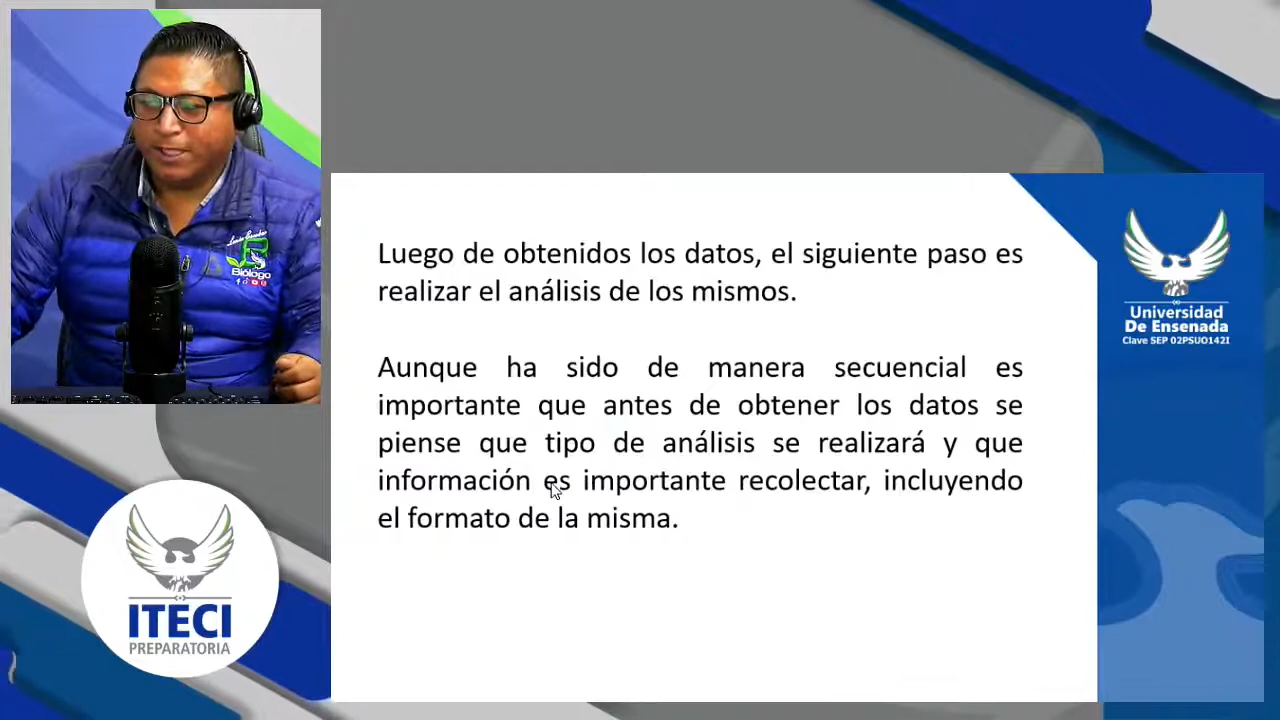 Biólogo
Luego de obtenidos los datos, el siguiente paso es
realizar el análisis de los mismos.
Aunque ha sido de manera secuencial es
importante que antes de obtener los datos se
piense que tipo de análisis se realizará y que
información es importante recolectar, incluyendo
el formato de la misma.
Universidad
De Ensenada
Clave SEP 02PSU0142I
ITECI
PREPARATORIA